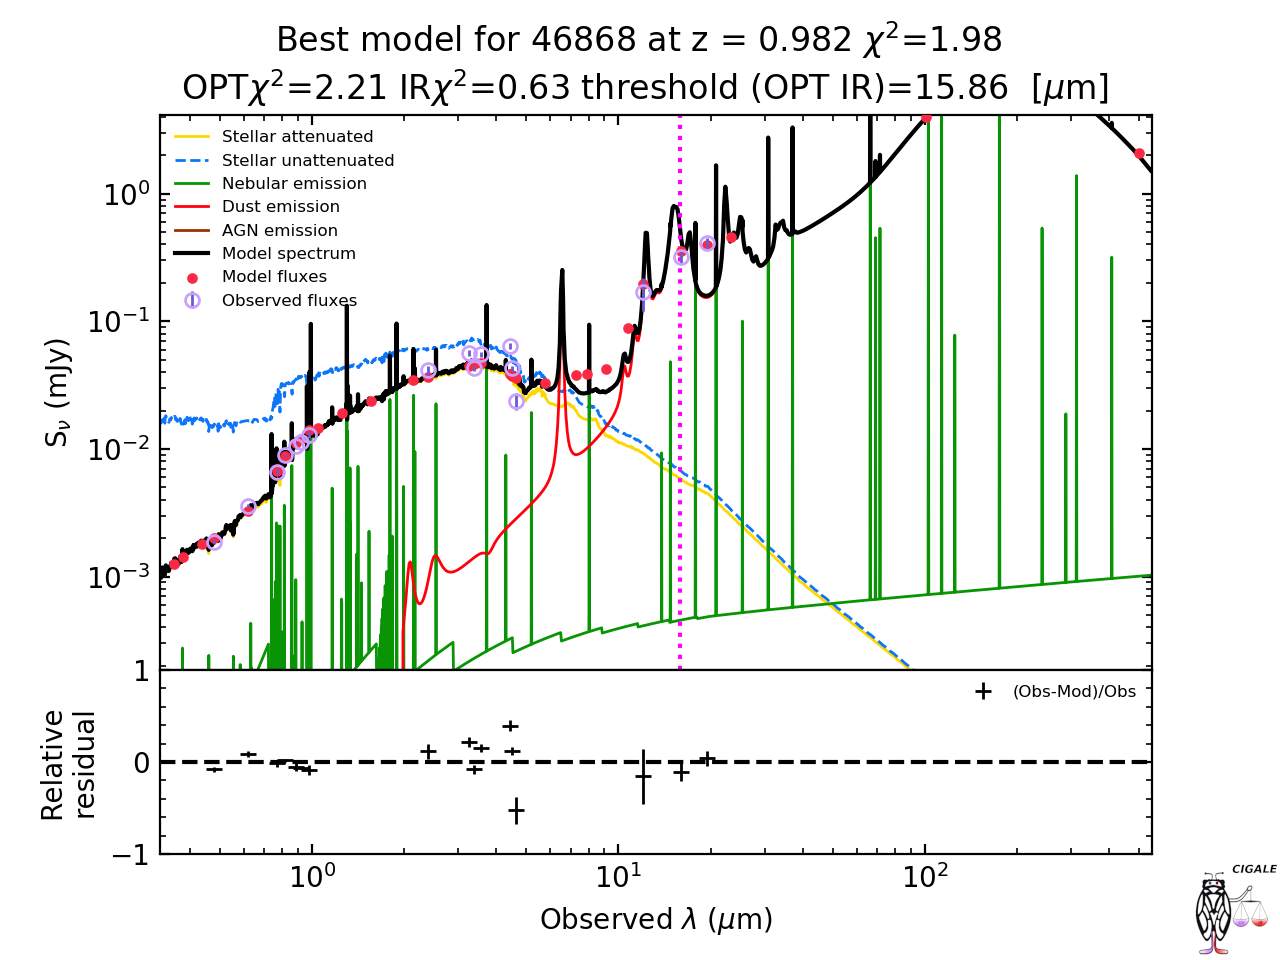 Best model for 46868 at z = 0.982 χ²=1.98
OPTχ²=2.21 IRχ²=0.63 threshold (OPT IR)=15.86 [μm]
Stellar attenuated
Stellar unattenuated
Nebular emission
Dust emission
AGN emission
Model spectrum
Model fluxes
Observed fluxes
10⁰
10⁻¹
10⁻²
10⁻³
Sᵥ (mJy)
1
0
−1
Relative
residual
(Obs-Mod)/Obs
10⁰
10¹
10²
Observed λ (μm)
CIGALE